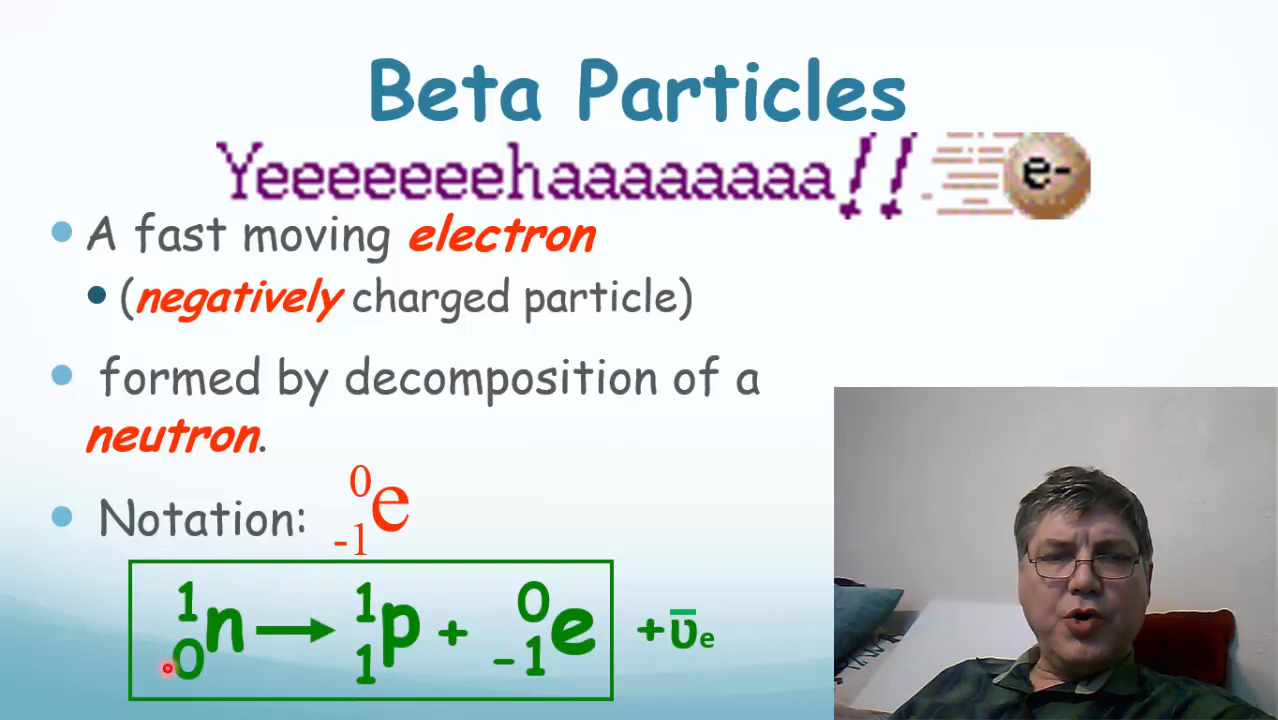 Beta Particles
Yeeeeeeehaaaaaaaa!! e-
• A fast moving electron
• (negatively charged particle)
• formed by decomposition of a
neutron.
• Notation: ⁰₋₁e
¹₀n → ¹₁p + ⁰₋₁e + ῡₑ